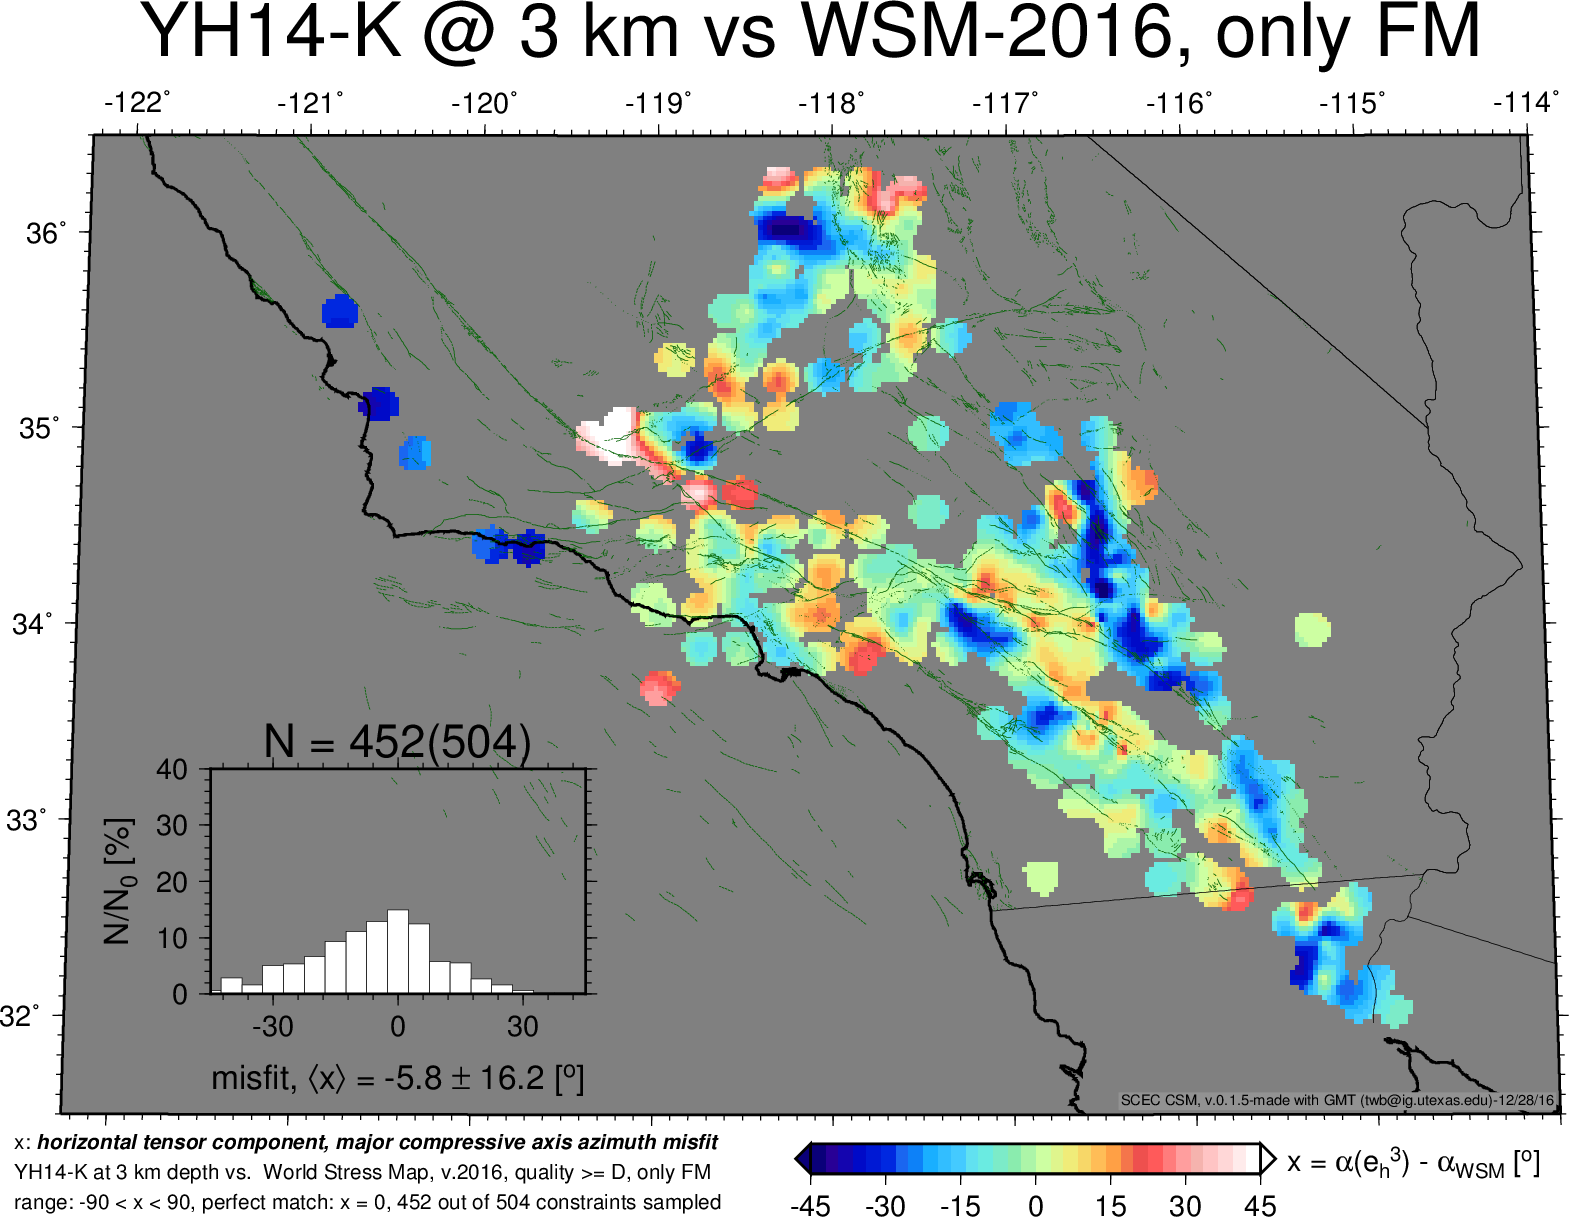 YH14-K @ 3 km vs WSM-2016, only FM
-122˚ -121˚ -120˚ -119˚ -118˚ -117˚ -116˚ -115˚ -114˚
36˚
35˚
34˚
33˚
32˚
N = 452(504)
40
30
20
10
0
N/N0 [%]
-30 0 30
misfit, ⟨x⟩ = -5.8 ± 16.2 [º]
SCEC CSM, v.0.1.5-made with GMT (twb@ig.utexas.edu)-12/28/16
x: horizontal tensor component, major compressive axis azimuth misfit
YH14-K at 3 km depth vs. World Stress Map, v.2016, quality >= D, only FM
range: -90 < x < 90, perfect match: x = 0, 452 out of 504 constraints sampled
x = α(eh3) - αWSM [º]
-45 -30 -15 0 15 30 45